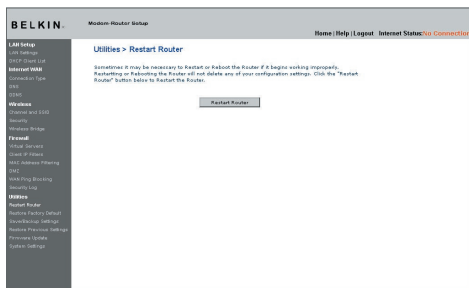 BELKIN
Modem-Router Setup
Home | Help | Logout Internet Status:No Connection
LAN Setup
LAN Settings
DHCP Client List
Internet WAN
Connection Type
DNS
DDNS
Wireless
Channel and SSID
Security
Wireless Bridge
Firewall
Virtual Servers
Client IP Filters
MAC Address Filtering
DMZ
WAN Ping Blocking
Security Log
Utilities
Restart Router
Restore Factory Default
Save/Backup Settings
Restore Previous Settings
Firmware Update
System Settings
Utilities > Restart Router
Sometimes it may be necessary to Restart or Reboot the Router if it begins working improperly.
Restarting or Rebooting the Router will not delete any of your configuration settings. Click the "Restart
Router" button below to Restart the Router.
Restart Router